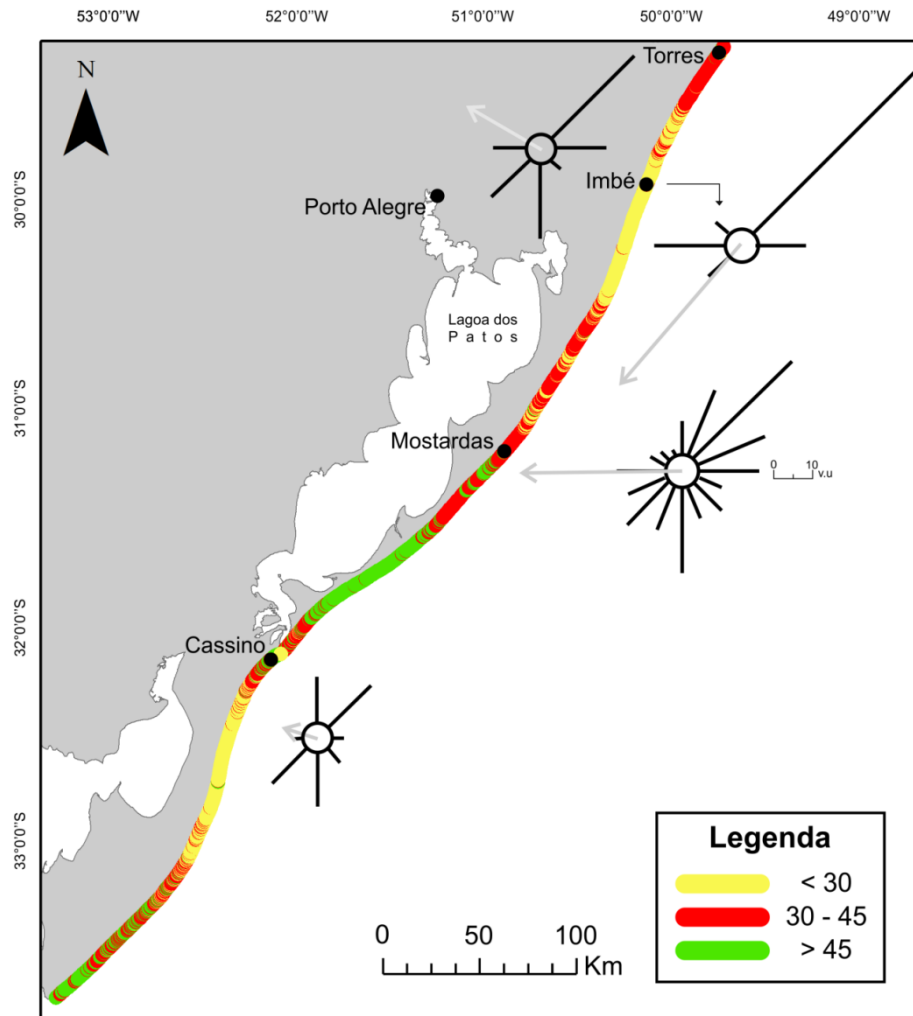 53°0'0"W
52°0'0"W
51°0'0"W
50°0'0"W
49°0'0"W
N
Torres
Imbé
30°0'0"S
Porto Alegre
Lagoa dos
P a t o s
31°0'0"S
Mostardas
0 10
v.u
32°0'0"S
Cassino
33°0'0"S
Legenda
< 30
30 - 45
> 45
0 50 100
Km